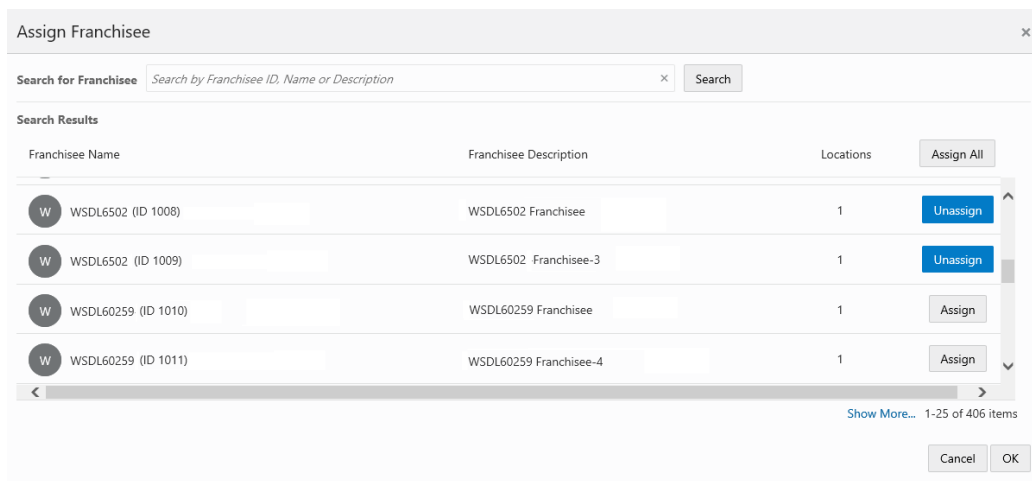 Assign Franchisee ×
Search for Franchisee Search by Franchisee ID, Name or Description × Search
Search Results
Franchisee Name Franchisee Description Locations Assign All
W WSDL6502 (ID 1008) WSDL6502 Franchisee 1 Unassign
W WSDL6502 (ID 1009) WSDL6502 Franchisee-3 1 Unassign
W WSDL60259 (ID 1010) WSDL60259 Franchisee 1 Assign
W WSDL60259 (ID 1011) WSDL60259 Franchisee-4 1 Assign
Show More... 1-25 of 406 items
Cancel OK